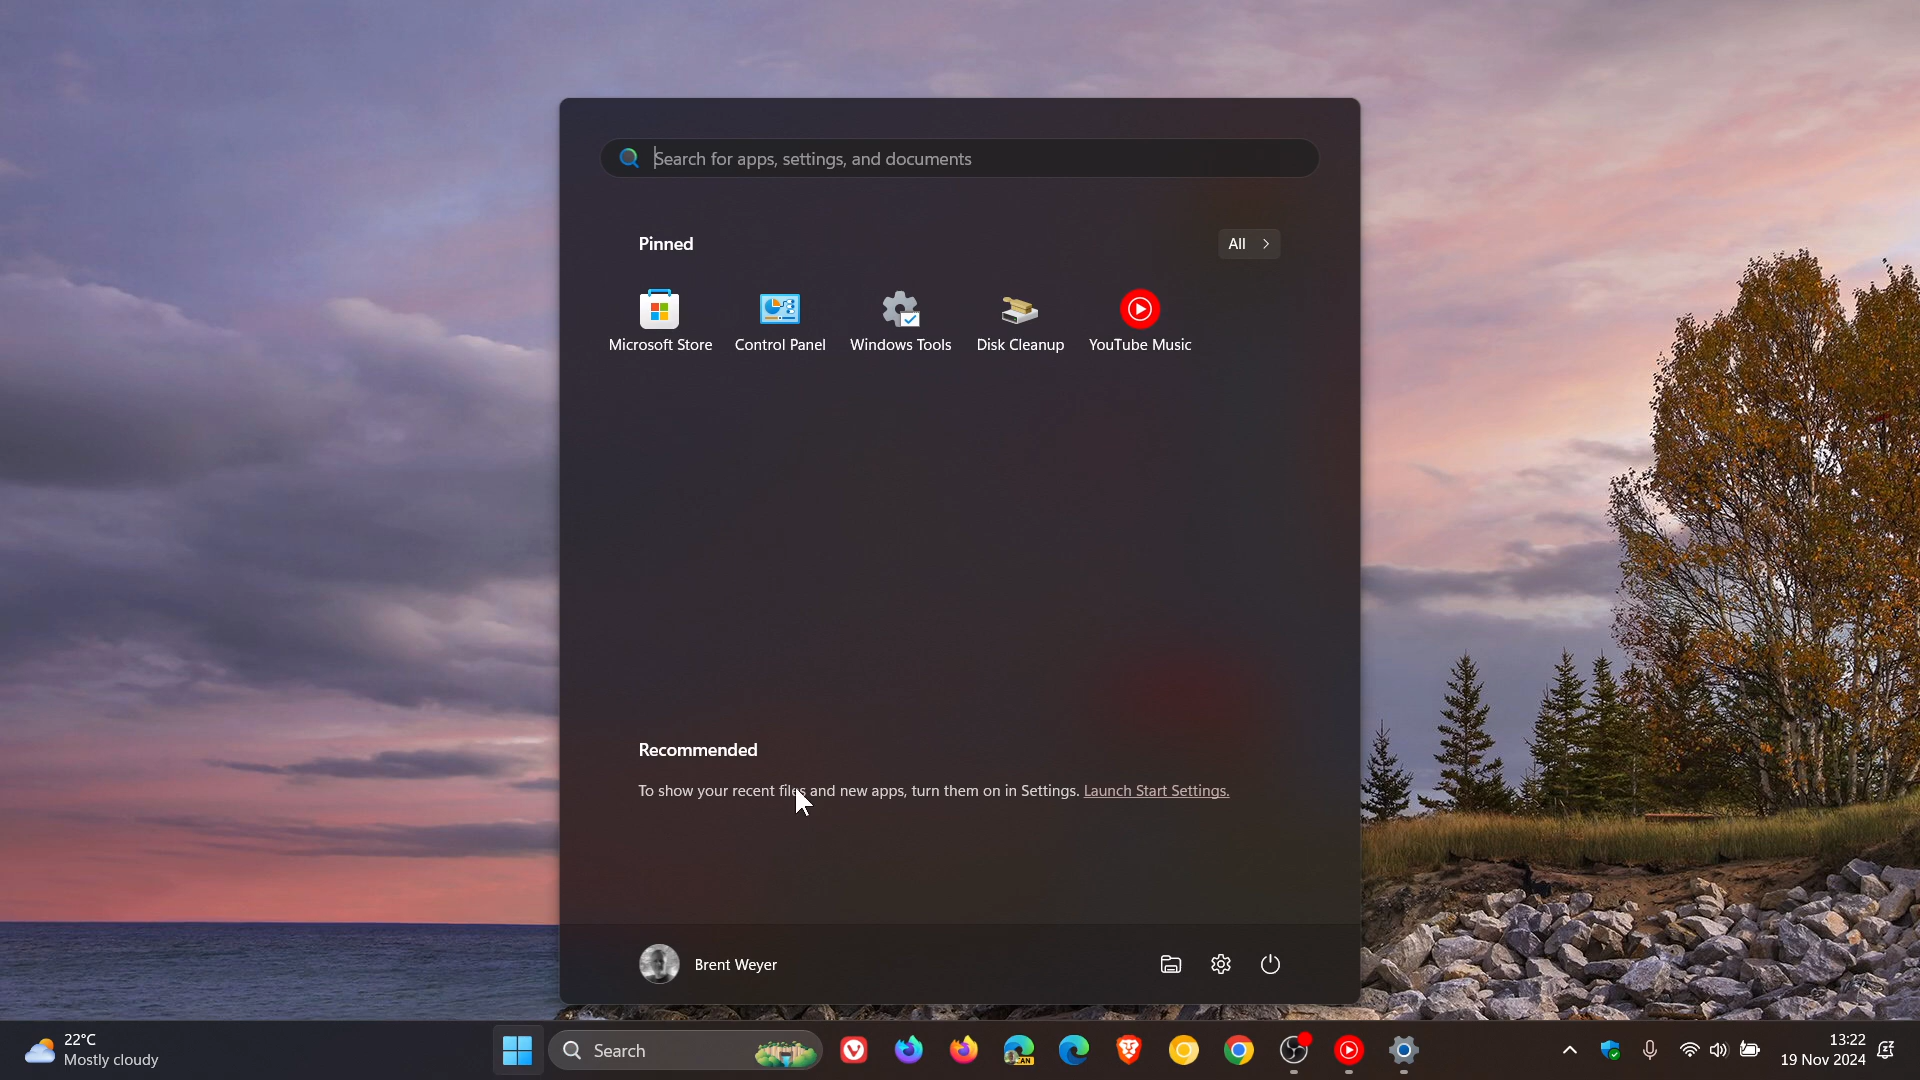 Search for apps, settings, and documents
Pinned
All
Microsoft Store
Control Panel
Windows Tools
Disk Cleanup
YouTube Music
Recommended
To show your recent files and new apps, turn them on in Settings. Launch Start Settings.
Brent Weyer
22°C
Mostly cloudy
Search
CAN
13:22
19 Nov 2024